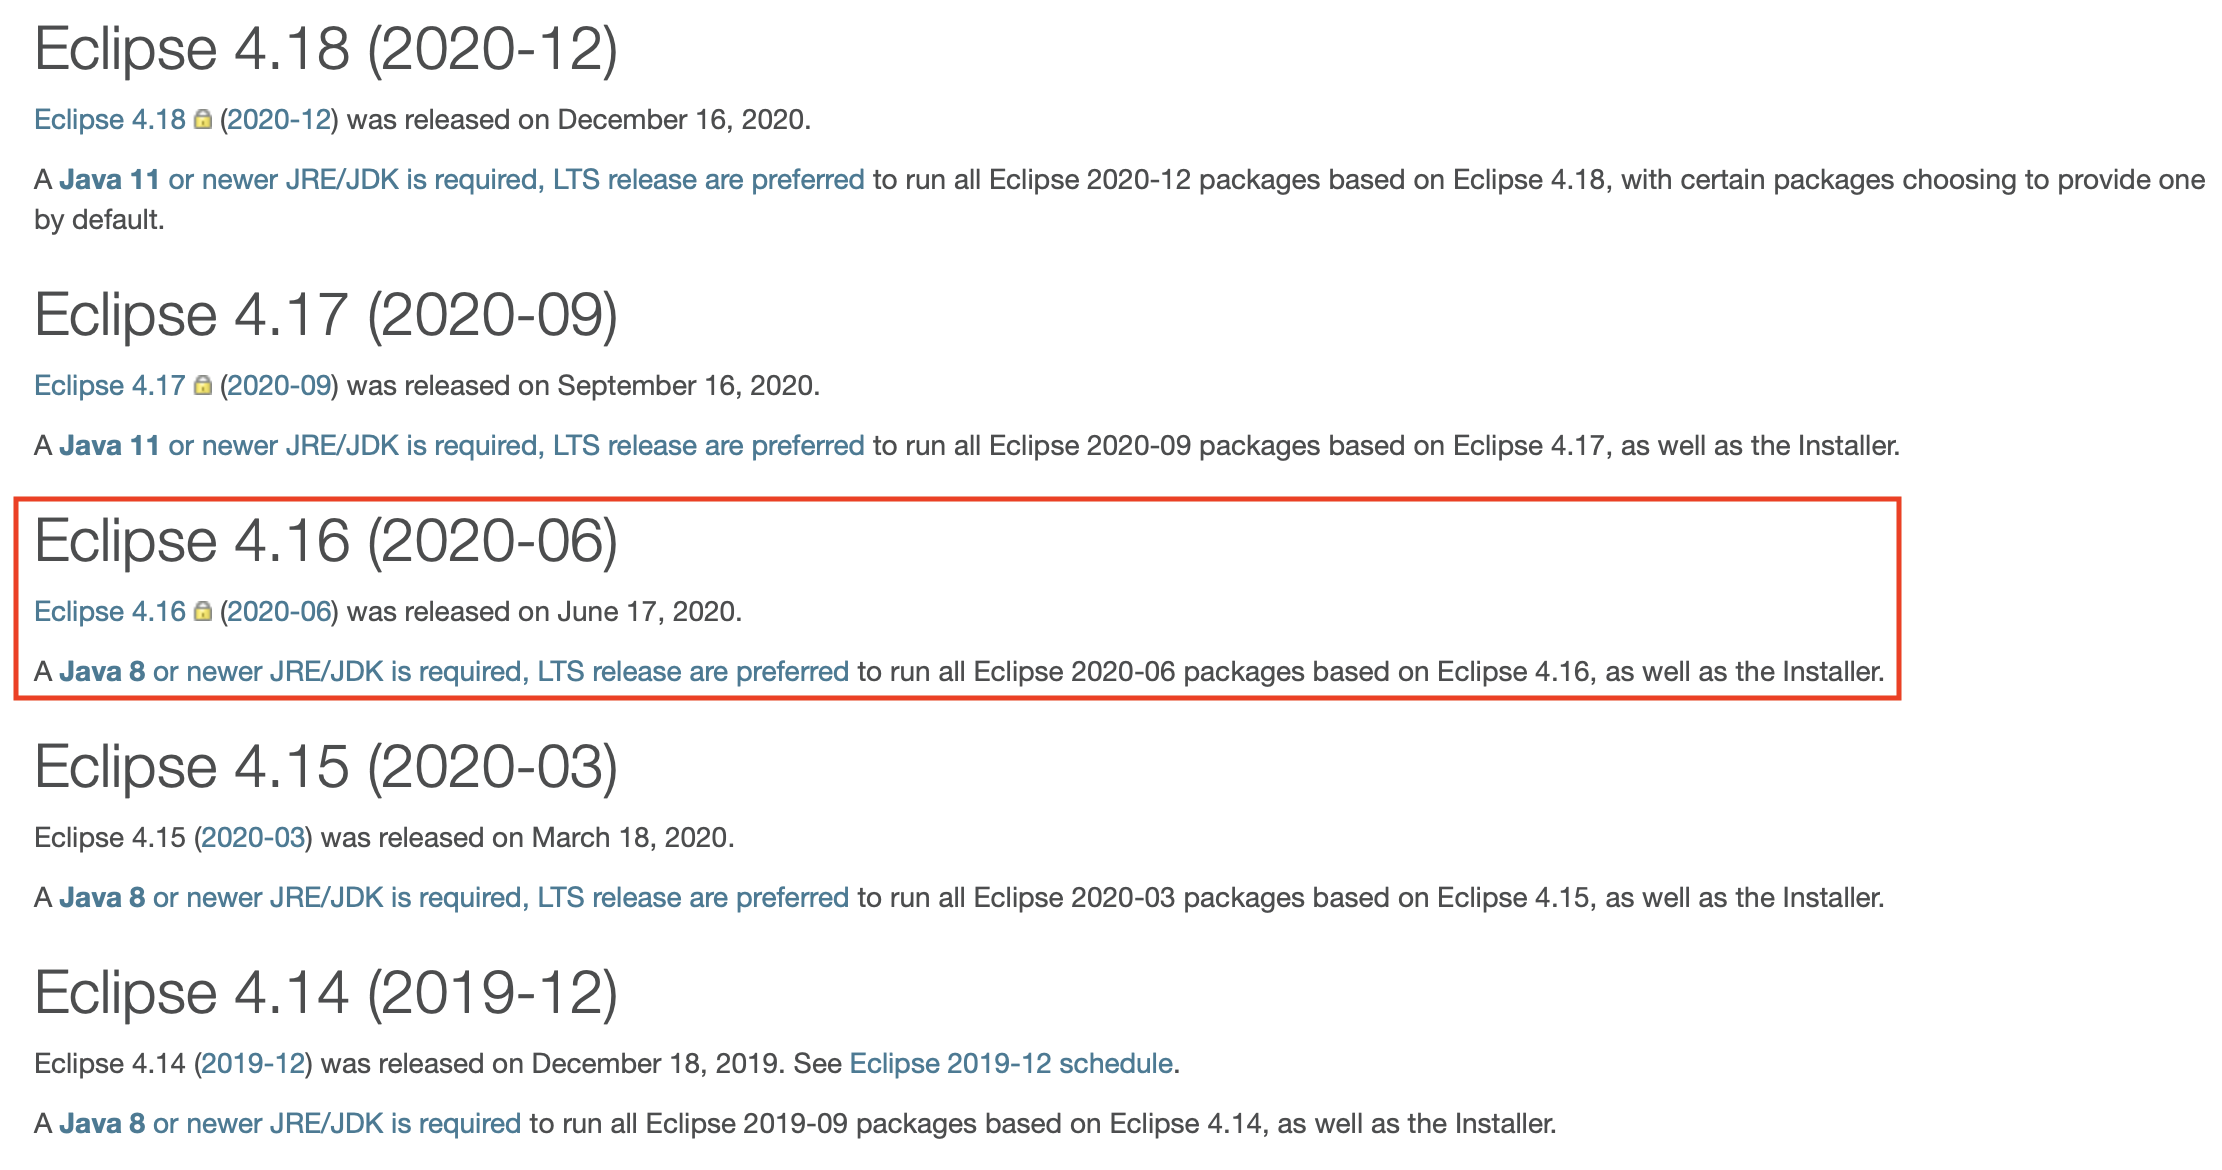 Eclipse 4.18 (2020-12)
Eclipse 4.18 (2020-12) was released on December 16, 2020.
A Java 11 or newer JRE/JDK is required, LTS release are preferred to run all Eclipse 2020-12 packages based on Eclipse 4.18, with certain packages choosing to provide one
by default.
Eclipse 4.17 (2020-09)
Eclipse 4.17 (2020-09) was released on September 16, 2020.
A Java 11 or newer JRE/JDK is required, LTS release are preferred to run all Eclipse 2020-09 packages based on Eclipse 4.17, as well as the Installer.
Eclipse 4.16 (2020-06)
Eclipse 4.16 (2020-06) was released on June 17, 2020.
A Java 8 or newer JRE/JDK is required, LTS release are preferred to run all Eclipse 2020-06 packages based on Eclipse 4.16, as well as the Installer.
Eclipse 4.15 (2020-03)
Eclipse 4.15 (2020-03) was released on March 18, 2020.
A Java 8 or newer JRE/JDK is required, LTS release are preferred to run all Eclipse 2020-03 packages based on Eclipse 4.15, as well as the Installer.
Eclipse 4.14 (2019-12)
Eclipse 4.14 (2019-12) was released on December 18, 2019. See Eclipse 2019-12 schedule.
A Java 8 or newer JRE/JDK is required to run all Eclipse 2019-09 packages based on Eclipse 4.14, as well as the Installer.